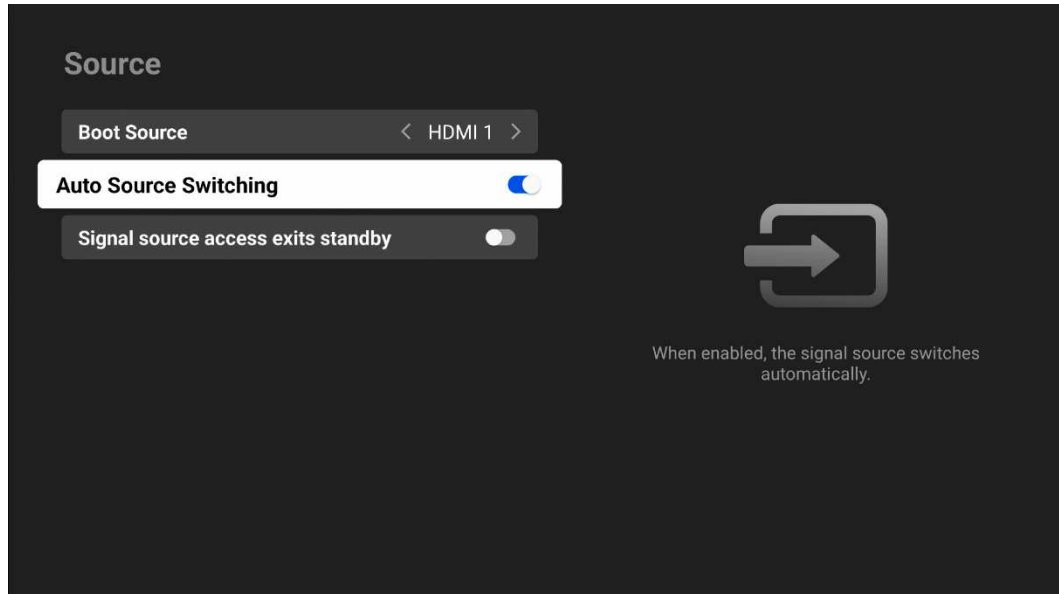 Source
Boot Source < HDMI 1 >
Auto Source Switching
Signal source access exits standby
When enabled, the signal source switches
automatically.